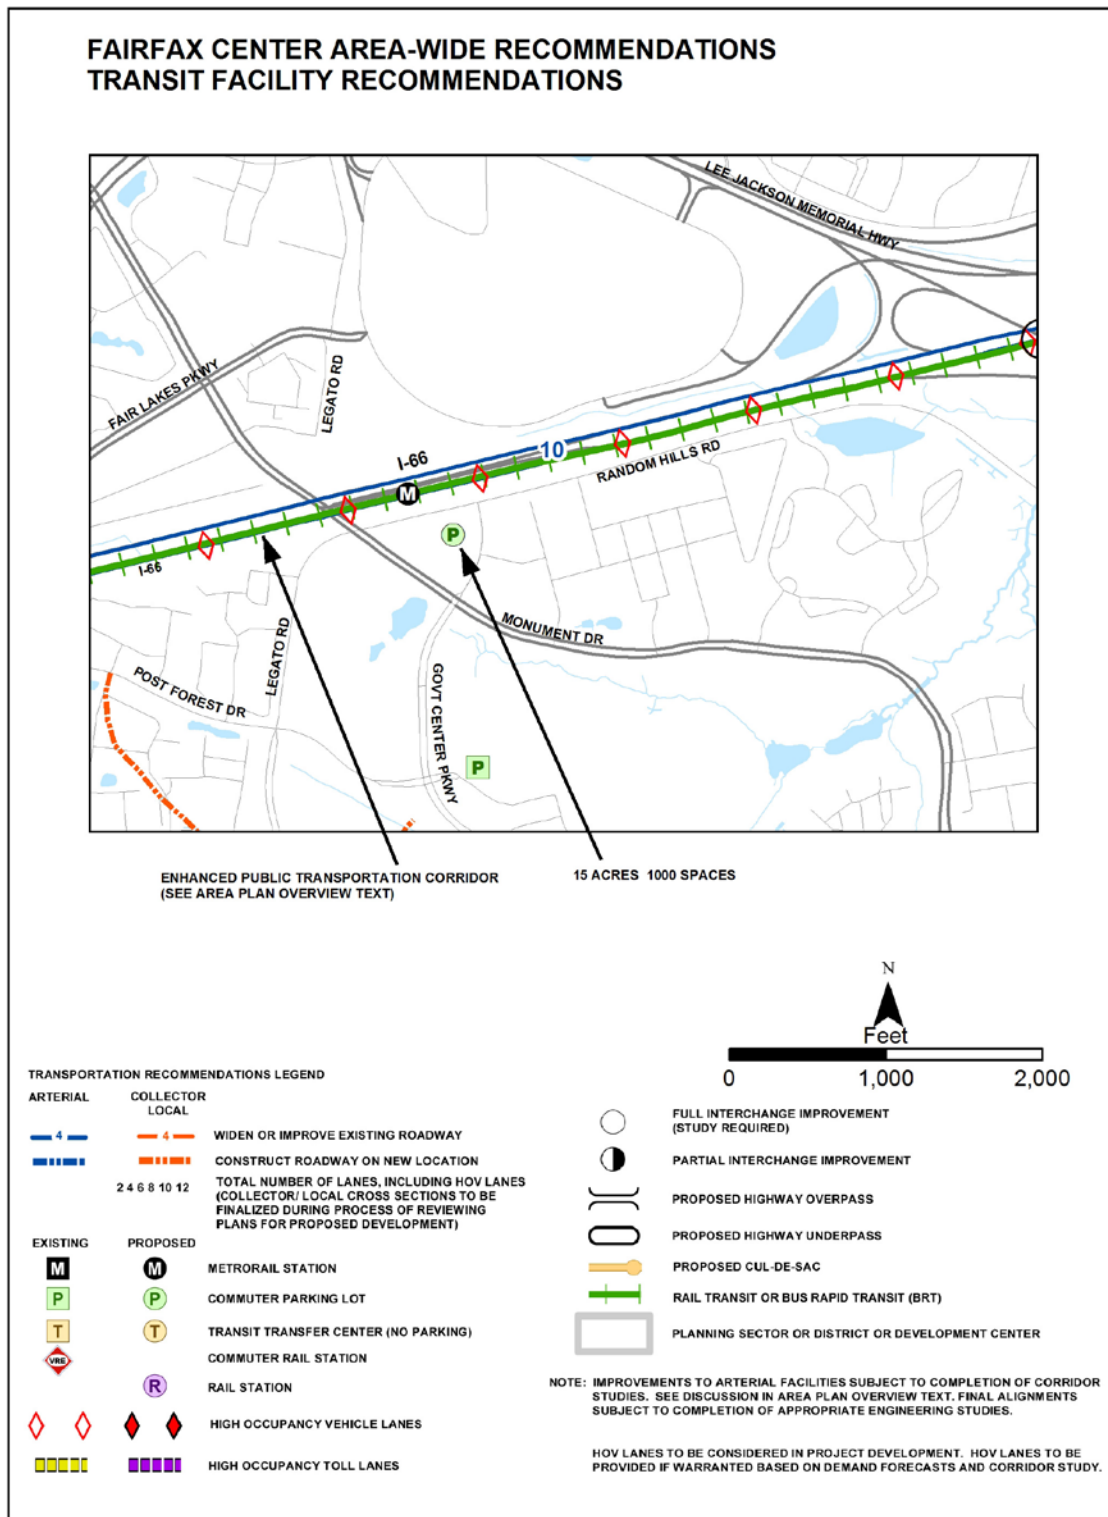 FAIRFAX CENTER AREA-WIDE RECOMMENDATIONS
TRANSIT FACILITY RECOMMENDATIONS
LEE JACKSON MEMORIAL HWY
FAIR LAKES PKWY
LEGATO RD
I-66
10
M
RANDOM HILLS RD
P
I-66
MONUMENT DR
LEGATO RD
POST FOREST DR
GOVT CENTER PKWY
P
ENHANCED PUBLIC TRANSPORTATION CORRIDOR
(SEE AREA PLAN OVERVIEW TEXT)
15 ACRES 1000 SPACES
N
Feet
0 1,000 2,000
TRANSPORTATION RECOMMENDATIONS LEGEND
ARTERIAL COLLECTOR
LOCAL
4 4 WIDEN OR IMPROVE EXISTING ROADWAY
CONSTRUCT ROADWAY ON NEW LOCATION
2 4 6 8 10 12 TOTAL NUMBER OF LANES, INCLUDING HOV LANES
(COLLECTOR/ LOCAL CROSS SECTIONS TO BE
FINALIZED DURING PROCESS OF REVIEWING
PLANS FOR PROPOSED DEVELOPMENT)
EXISTING PROPOSED
M M METRORAIL STATION
P P COMMUTER PARKING LOT
T T TRANSIT TRANSFER CENTER (NO PARKING)
VRE COMMUTER RAIL STATION
R RAIL STATION
HIGH OCCUPANCY VEHICLE LANES
HIGH OCCUPANCY TOLL LANES
FULL INTERCHANGE IMPROVEMENT
(STUDY REQUIRED)
PARTIAL INTERCHANGE IMPROVEMENT
PROPOSED HIGHWAY OVERPASS
PROPOSED HIGHWAY UNDERPASS
PROPOSED CUL-DE-SAC
RAIL TRANSIT OR BUS RAPID TRANSIT (BRT)
PLANNING SECTOR OR DISTRICT OR DEVELOPMENT CENTER
NOTE: IMPROVEMENTS TO ARTERIAL FACILITIES SUBJECT TO COMPLETION OF CORRIDOR
STUDIES. SEE DISCUSSION IN AREA PLAN OVERVIEW TEXT. FINAL ALIGNMENTS
SUBJECT TO COMPLETION OF APPROPRIATE ENGINEERING STUDIES.
HOV LANES TO BE CONSIDERED IN PROJECT DEVELOPMENT. HOV LANES TO BE
PROVIDED IF WARRANTED BASED ON DEMAND FORECASTS AND CORRIDOR STUDY.